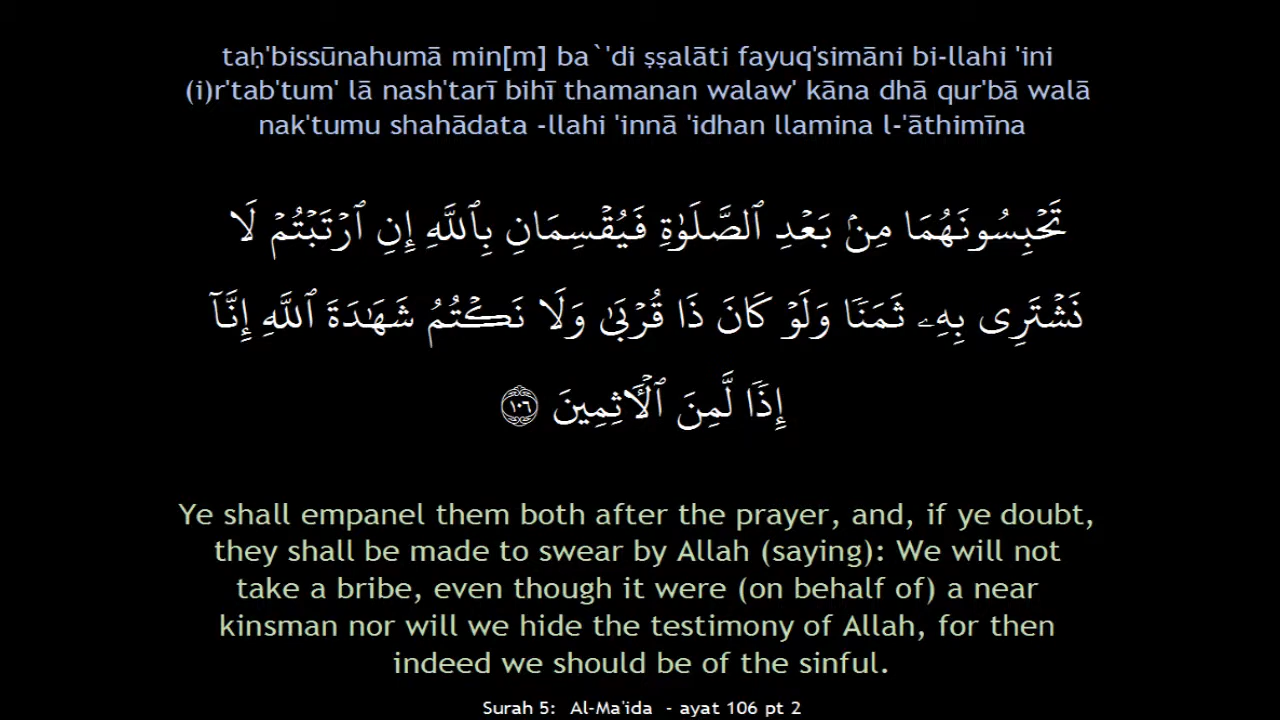 taḥ'bissūnahumā min[m] ba`'di ṣṣalāti fayuq'simāni bi-llahi 'ini
(i)r'tab'tum' lā nash'tarī bihī thamanan walaw' kāna dhā qur'bā walā
nak'tumu shahādata -llahi 'innā 'idhan llamina l-'āthimīna
تَحۡبِسُونَهُمَا مِنۢ بَعۡدِ ٱلصَّلَوٰةِ فَيُقۡسِمَانِ بِٱللَّهِ إِنِ ٱرۡتَبۡتُمۡ لَا
نَشۡتَرِى بِهِۦ ثَمَنٗا وَلَوۡ كَانَ ذَا قُرۡبَىٰ وَلَا نَكۡتُمُ شَهَٰدَةَ ٱللَّهِ إِنَّآ
إِذٗا لَّمِنَ ٱلۡأَثِمِينَ ١٠٦
Ye shall empanel them both after the prayer, and, if ye doubt,
they shall be made to swear by Allah (saying): We will not
take a bribe, even though it were (on behalf of) a near
kinsman nor will we hide the testimony of Allah, for then
indeed we should be of the sinful.
Surah 5: Al-Ma'ida - ayat 106 pt 2